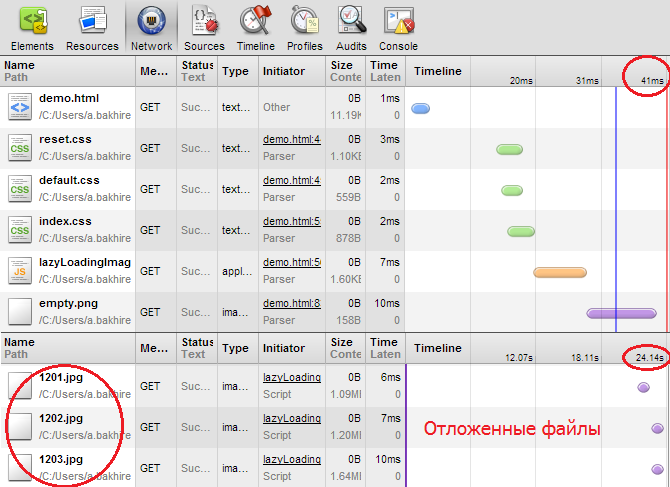 Elements Resources Network Sources Timeline Profiles Audits Console
Name Me... Status Type Initiator Size Time Timeline
Path Text Conte Laten 20ms 31ms 41ms
demo.html GET Suc... text... Other 0B 1ms
/C:/Users/a.bakhire 11.19K 0
reset.css GET Suc... text... demo.html:4 0B 3ms
/C:/Users/a.bakhire Parser 1.10KB 0
default.css GET Suc... text... demo.html:4 0B 2ms
/C:/Users/a.bakhire Parser 559B 0
index.css GET Suc... text... demo.html:5 0B 2ms
/C:/Users/a.bakhire Parser 878B 0
lazyLoadingImag GET Suc... appl... demo.html:50 0B 7ms
/C:/Users/a.bakhire Parser 1.60KB 0
empty.png GET Suc... ima... demo.html:8 0B 10ms
/C:/Users/a.bakhire Parser 158B 0
Name Me... Status Type Initiator Size Time Timeline
Path Text Conte Laten 12.07s 18.11s 24.14s
1201.jpg GET Suc... ima... lazyLoading 0B 6ms
/C:/Users/a.bakhire Script 1.09MI 0
1202.jpg GET Suc... ima... lazyLoading 0B 7ms Отложенные файлы
/C:/Users/a.bakhire Script 1.20MI 0
1203.jpg GET Suc... ima... lazyLoading 0B 10ms
/C:/Users/a.bakhire Script 1.64MI 0